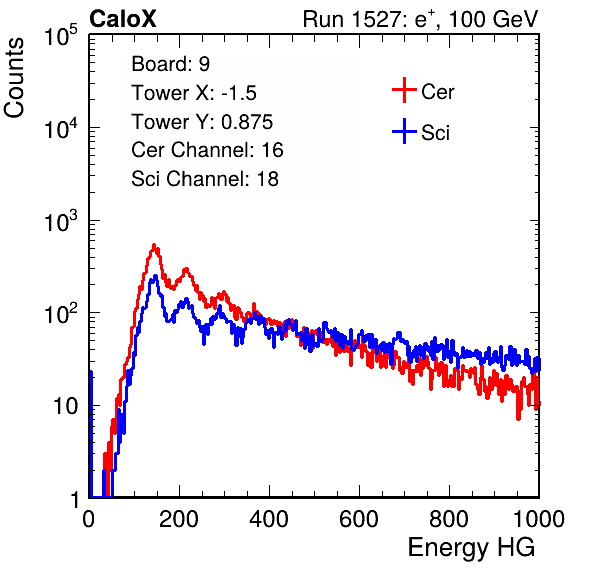 CaloX Run 1527: e⁺, 100 GeV
Counts
Board: 9
Tower X: -1.5
Tower Y: 0.875
Cer Channel: 16
Sci Channel: 18
Cer
Sci
10⁵
10⁴
10³
10²
10
1
0 200 400 600 800 1000
Energy HG